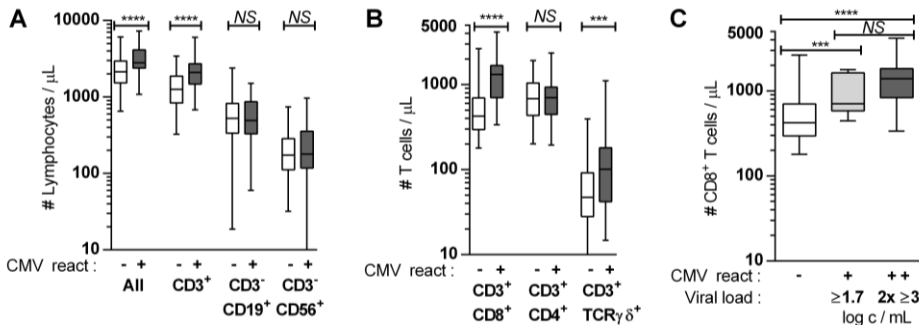 A
****
****
NS
NS
# Lymphocytes / μL
10000
1000
100
10
CMV react :
- + - + - + - +
All CD3+ CD3- CD3-
CD19+ CD56+
B
****
NS
***
# T cells / μL
5000
1000
100
10
- + - + - +
CD3+ CD3+ CD3+
CD8+ CD4+ TCRγδ+
C
****
NS
***
# CD8+ T cells / μL
5000
1000
100
10
CMV react : - + ++
Viral load : ≥1.7 2x ≥3
log c / mL